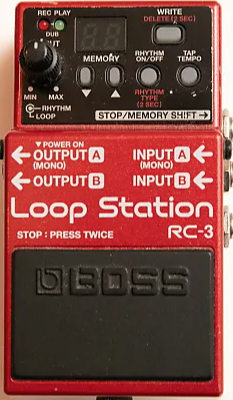 REC PLAY
DUB
OUT
WRITE
DELETE (2 SEC)
MEMORY
RHYTHM
ON/OFF
TAP
TEMPO
MIN
MAX
RHYTHM
LOOP
RHYTHM
TYPE
(2 SEC)
STOP/MEMORY SHIFT
▼POWER ON
OUTPUT A
(MONO)
INPUT A
(MONO)
OUTPUT B
INPUT B
Loop Station
STOP : PRESS TWICE
RC-3
BOSS